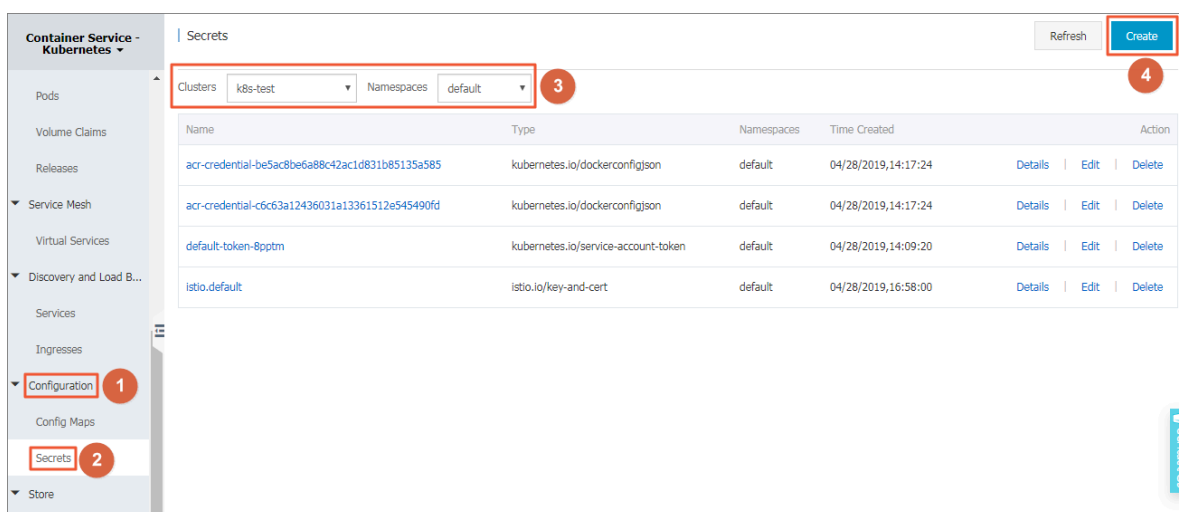 Container Service -
Kubernetes
Pods
Volume Claims
Releases
Service Mesh
Virtual Services
Discovery and Load B...
Services
Ingresses
Configuration 1
Config Maps
Secrets 2
Store
Secrets
Refresh Create
4
Clusters k8s-test Namespaces default 3
Name Type Namespaces Time Created Action
acr-credential-be5ac8be6a88c42ac1d831b85135a585 kubernetes.io/dockerconfigjson default 04/28/2019,14:17:24 Details | Edit | Delete
acr-credential-c6c63a12436031a13361512e545490fd kubernetes.io/dockerconfigjson default 04/28/2019,14:17:24 Details | Edit | Delete
default-token-8pptm kubernetes.io/service-account-token default 04/28/2019,14:09:20 Details | Edit | Delete
istio.default istio.io/key-and-cert default 04/28/2019,16:58:00 Details | Edit | Delete